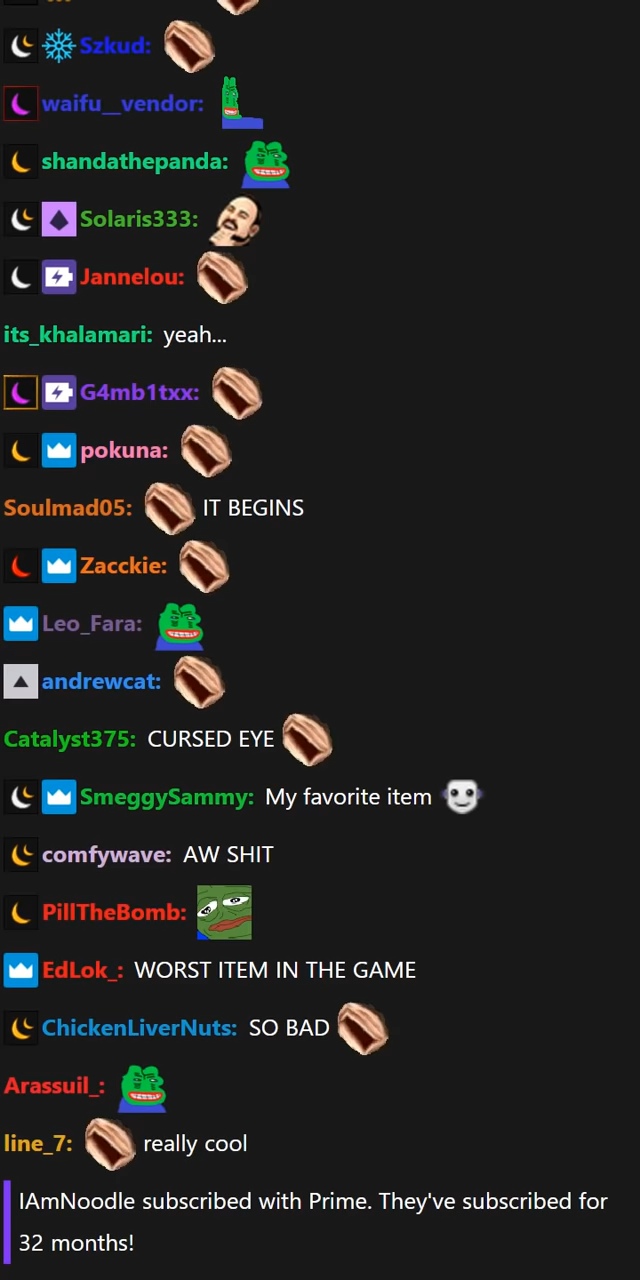 Szkud:
waifu__vendor:
shandathepanda:
Solaris333:
Jannelou:
its_khalamari: yeah...
G4mb1txx:
pokuna:
Soulmad05: IT BEGINS
Zacckie:
Leo_Fara:
andrewcat:
Catalyst375: CURSED EYE
SmeggySammy: My favorite item
comfywave: AW SHIT
PillTheBomb:
EdLok_: WORST ITEM IN THE GAME
ChickenLiverNuts: SO BAD
Arassuil_:
line_7: really cool
IAmNoodle subscribed with Prime. They've subscribed for
32 months!